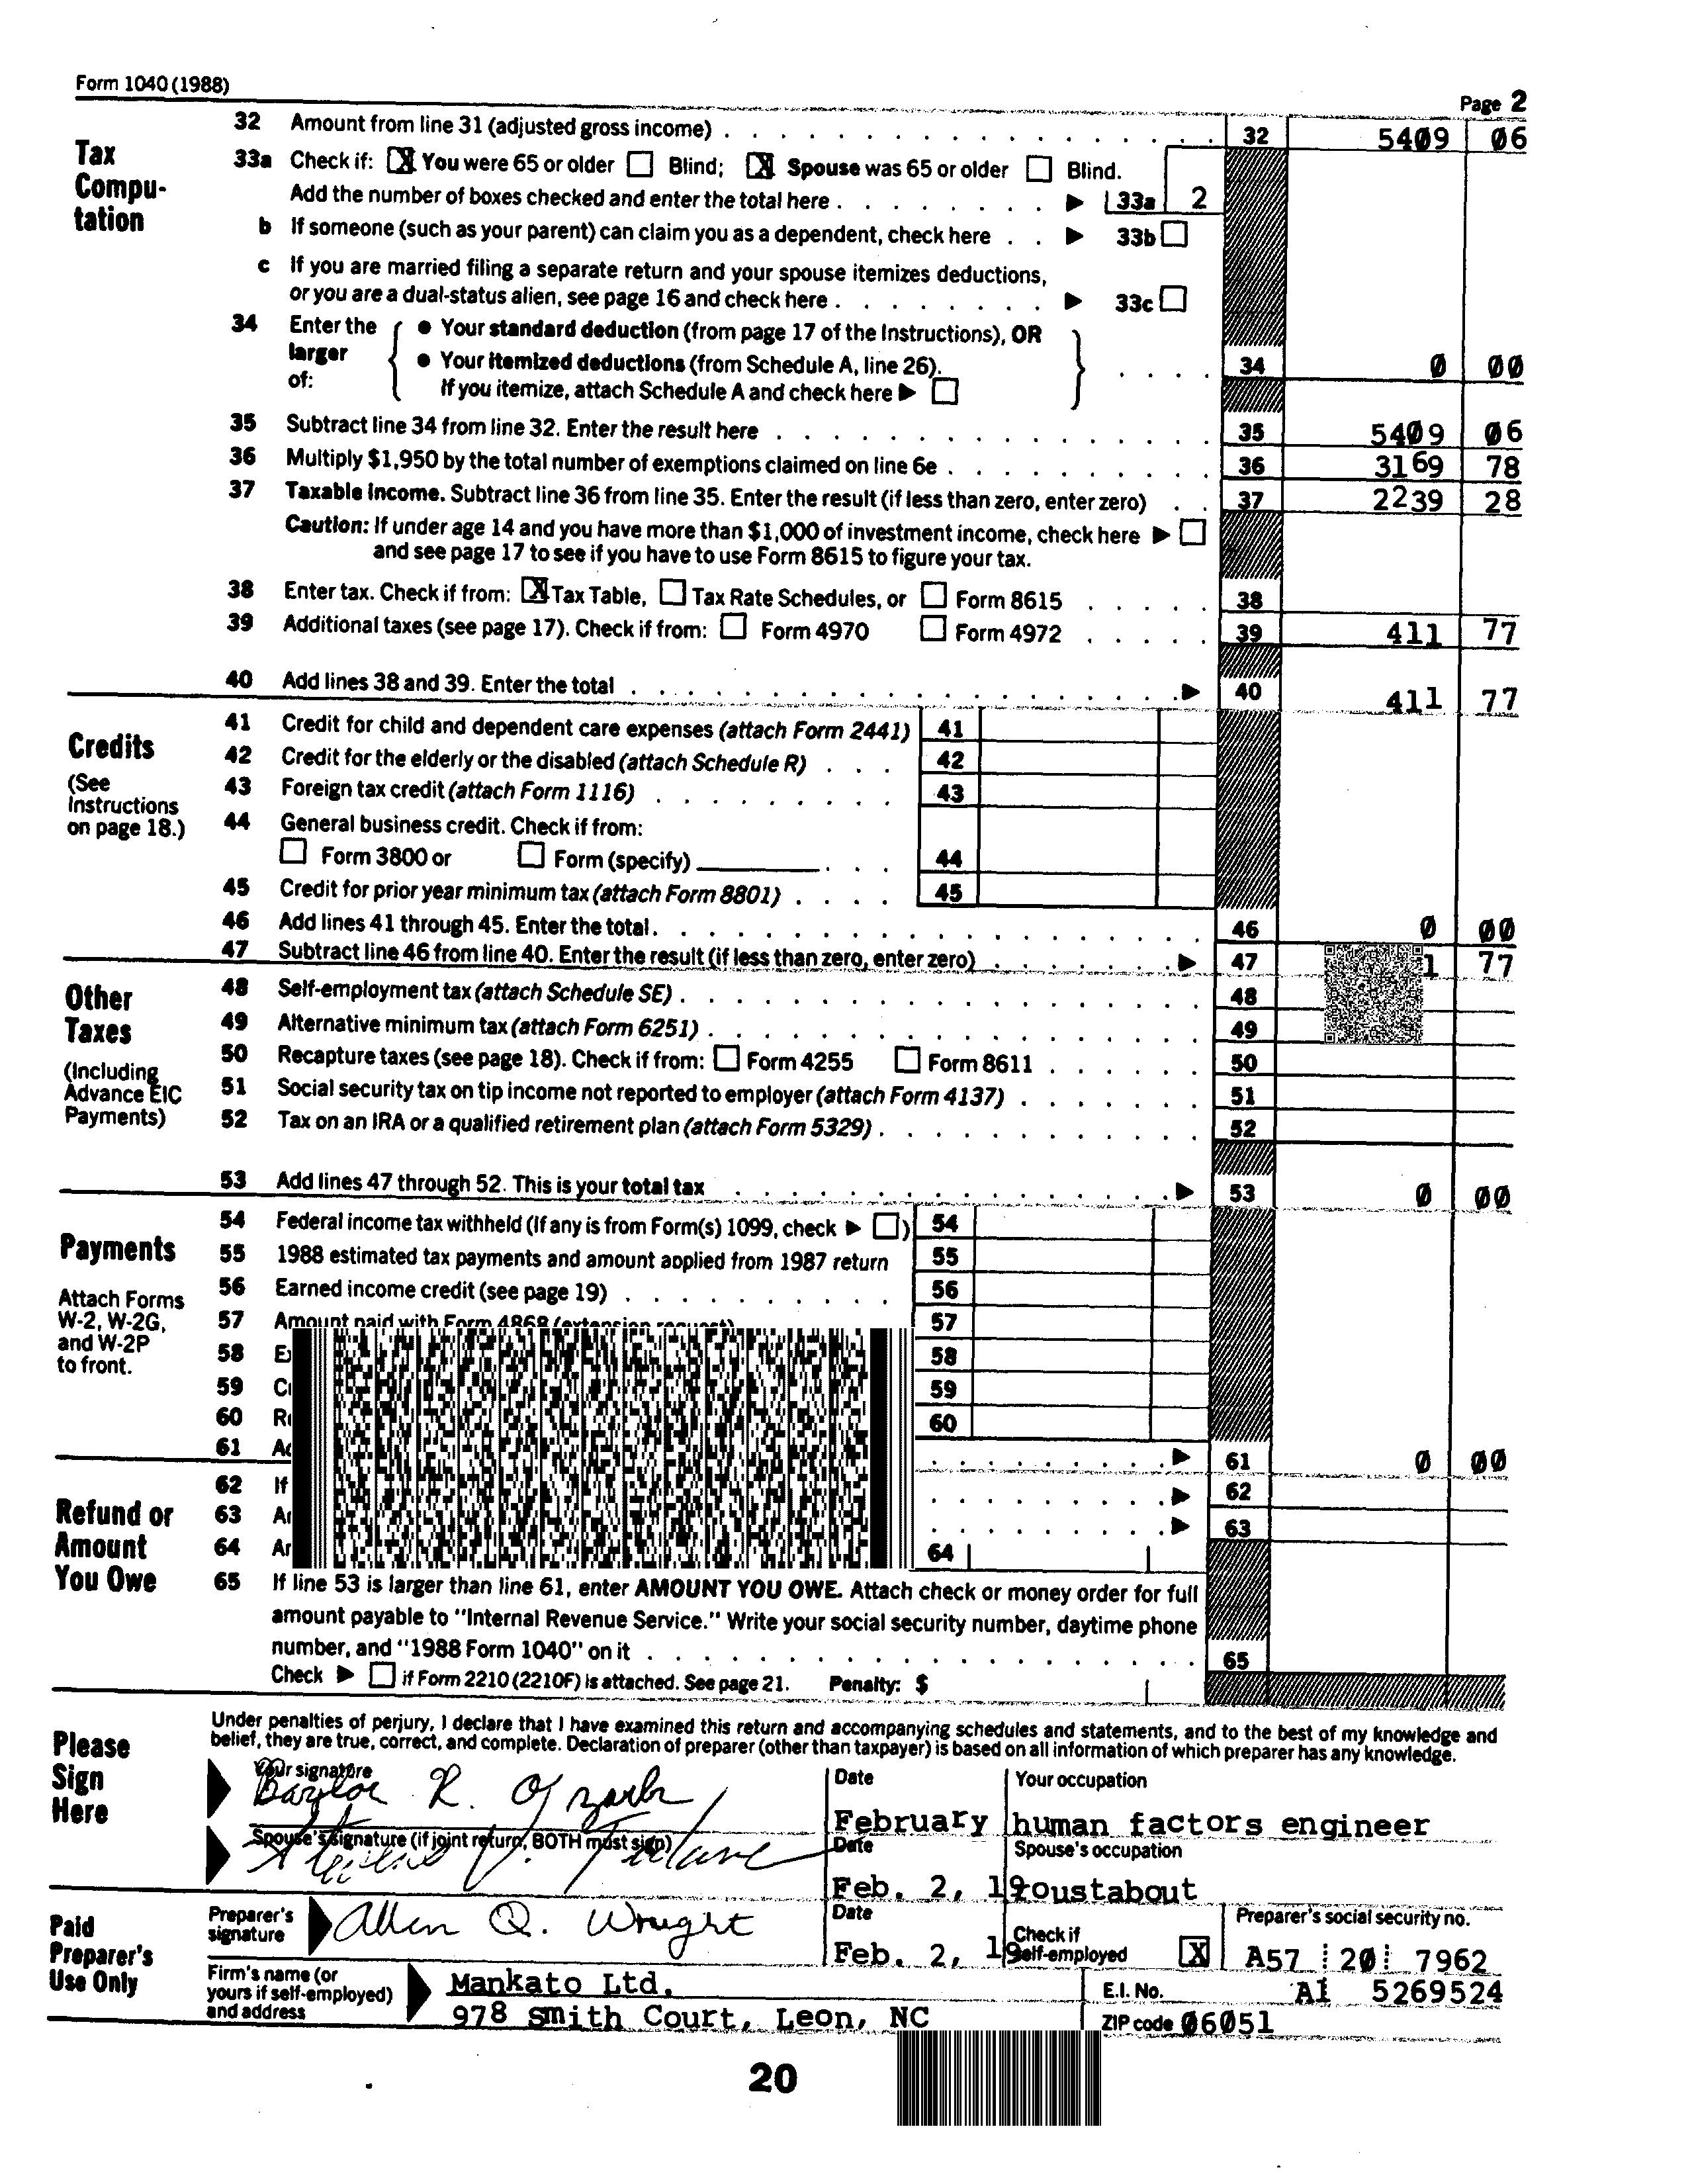 Form 1040 (1988)
Page 2
Tax Compu-tation
32 Amount from line 31 (adjusted gross income) 32 5409 06
33a Check if: X You were 65 or older Blind; X Spouse was 65 or older Blind.
Add the number of boxes checked and enter the total here 33a 2
b If someone (such as your parent) can claim you as a dependent, check here 33b
c If you are married filing a separate return and your spouse itemizes deductions,
or you are a dual-status alien, see page 16 and check here 33c
34 Enter the larger of:
• Your standard deduction (from page 17 of the Instructions), OR
• Your itemized deductions (from Schedule A, line 26).
If you itemize, attach Schedule A and check here
34 0 00
35 Subtract line 34 from line 32. Enter the result here 35 5409 06
36 Multiply $1,950 by the total number of exemptions claimed on line 6e 36 3169 78
37 Taxable income. Subtract line 36 from line 35. Enter the result (if less than zero, enter zero) 37 2239 28
Caution: If under age 14 and you have more than $1,000 of investment income, check here
and see page 17 to see if you have to use Form 8615 to figure your tax.
38 Enter tax. Check if from: X Tax Table, Tax Rate Schedules, or Form 8615 38
39 Additional taxes (see page 17). Check if from: Form 4970 Form 4972 39 411 77
40 Add lines 38 and 39. Enter the total 40 411 77
Credits
(See Instructions on page 18.)
41 Credit for child and dependent care expenses (attach Form 2441) 41
42 Credit for the elderly or the disabled (attach Schedule R) 42
43 Foreign tax credit (attach Form 1116) 43
44 General business credit. Check if from:
Form 3800 or Form (specify) 44
45 Credit for prior year minimum tax (attach Form 8801) 45
46 Add lines 41 through 45. Enter the total. 46 0 00
47 Subtract line 46 from line 40. Enter the result (if less than zero, enter zero) 47 1 77
Other Taxes
(Including Advance EIC Payments)
48 Self-employment tax (attach Schedule SE) 48
49 Alternative minimum tax (attach Form 6251) 49
50 Recapture taxes (see page 18). Check if from: Form 4255 Form 8611 50
51 Social security tax on tip income not reported to employer (attach Form 4137) 51
52 Tax on an IRA or a qualified retirement plan (attach Form 5329) 52
53 Add lines 47 through 52. This is your total tax 53 0 00
Payments
Attach Forms W-2, W-2G, and W-2P to front.
54 Federal income tax withheld (If any is from Form(s) 1099, check ) 54
55 1988 estimated tax payments and amount applied from 1987 return 55
56 Earned income credit (see page 19) 56
57 Amount paid with Form 4868 (extension request) 57
58 58
59 59
60 60
61 61 0 00
Refund or Amount You Owe
62 If 62
63 63
64 64
65 If line 53 is larger than line 61, enter AMOUNT YOU OWE. Attach check or money order for full
amount payable to "Internal Revenue Service." Write your social security number, daytime phone
number, and "1988 Form 1040" on it 65
Check if Form 2210 (2210F) is attached. See page 21. Penalty: $
Please Sign Here
Under penalties of perjury, I declare that I have examined this return and accompanying schedules and statements, and to the best of my knowledge and
belief, they are true, correct, and complete. Declaration of preparer (other than taxpayer) is based on all information of which preparer has any knowledge.
Your signature Date Your occupation
Baylor R. Ozark February human factors engineer
Spouse's signature (if joint return, BOTH must sign) Date Spouse's occupation
Feb. 2, 19 roustabout
Paid Preparer's Use Only
Preparer's signature Allen Q. Wright Date Feb. 2, 19 Check if self-employed X Preparer's social security no. A57 20 7962
Firm's name (or yours if self-employed) and address
Mankato Ltd. E.I. No. A1 5269524
978 Smith Court, Leon, NC ZIP code 06051
20